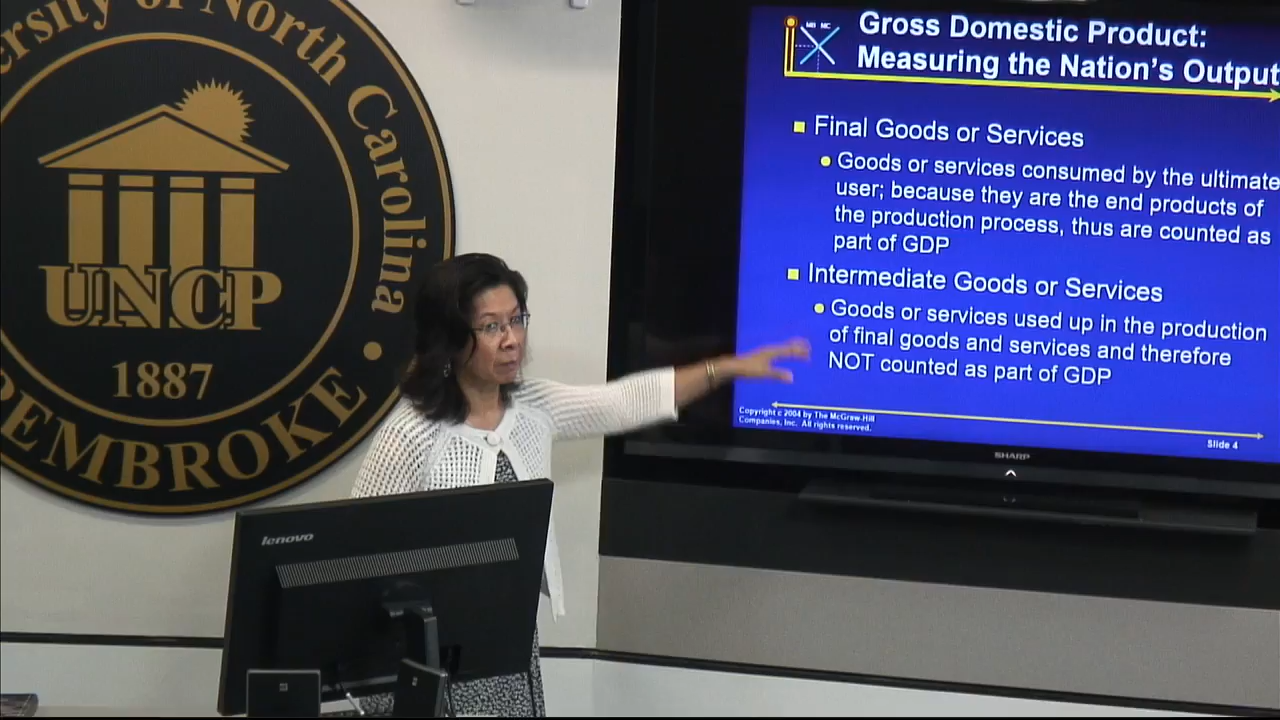 ersity of North Carolina
PEMBROKE
UNCP
1887
lenovo
MB MC
Gross Domestic Product:
Measuring the Nation's Output
Final Goods or Services
Goods or services consumed by the ultimate
user; because they are the end products of
the production process, thus are counted as
part of GDP
Intermediate Goods or Services
Goods or services used up in the production
of final goods and services and therefore
NOT counted as part of GDP
Copyright c 2004 by The McGraw-Hill
Companies, Inc. All rights reserved.
Slide 4
SHARP